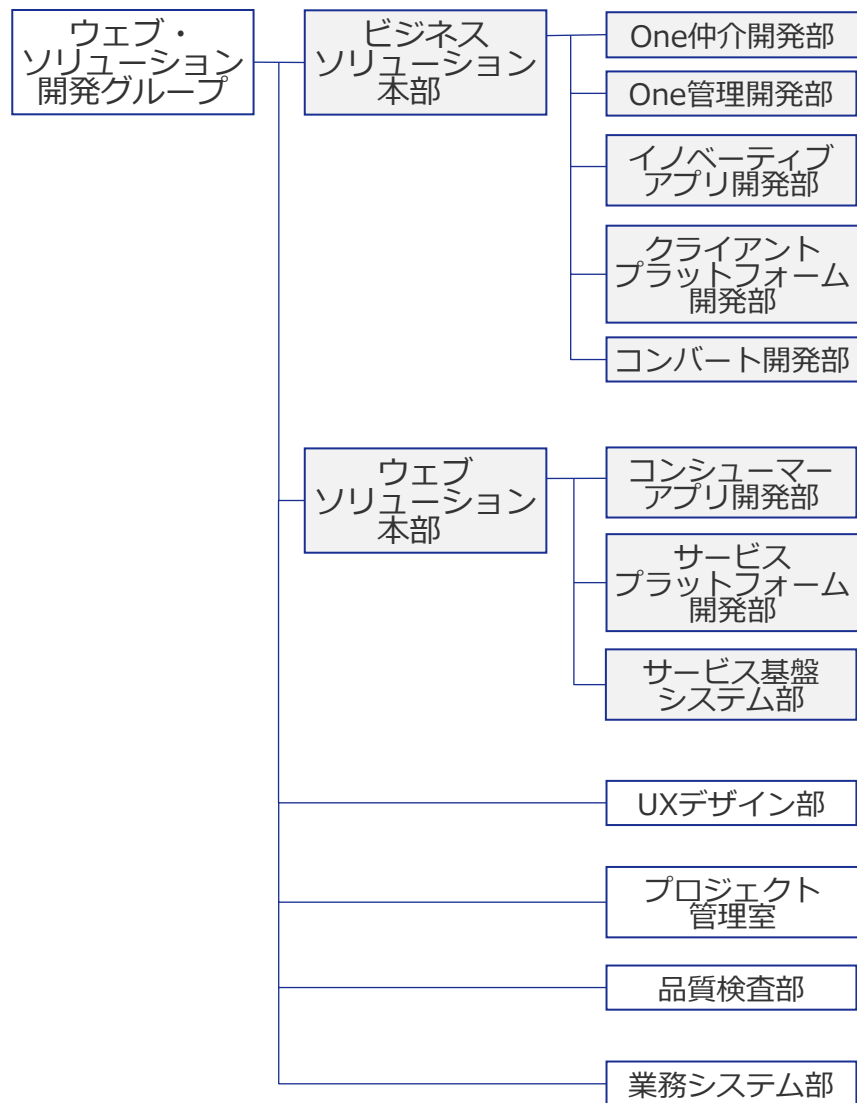 ウェブ・
ソリューション
開発グループ
ビジネス
ソリューション
本部
One仲介開発部
One管理開発部
イノベーティブ
アプリ開発部
クライアント
プラットフォーム
開発部
コンバート開発部
ウェブ
ソリューション
本部
コンシューマー
アプリ開発部
サービス
プラットフォーム
開発部
サービス基盤
システム部
UXデザイン部
プロジェクト
管理室
品質検査部
業務システム部